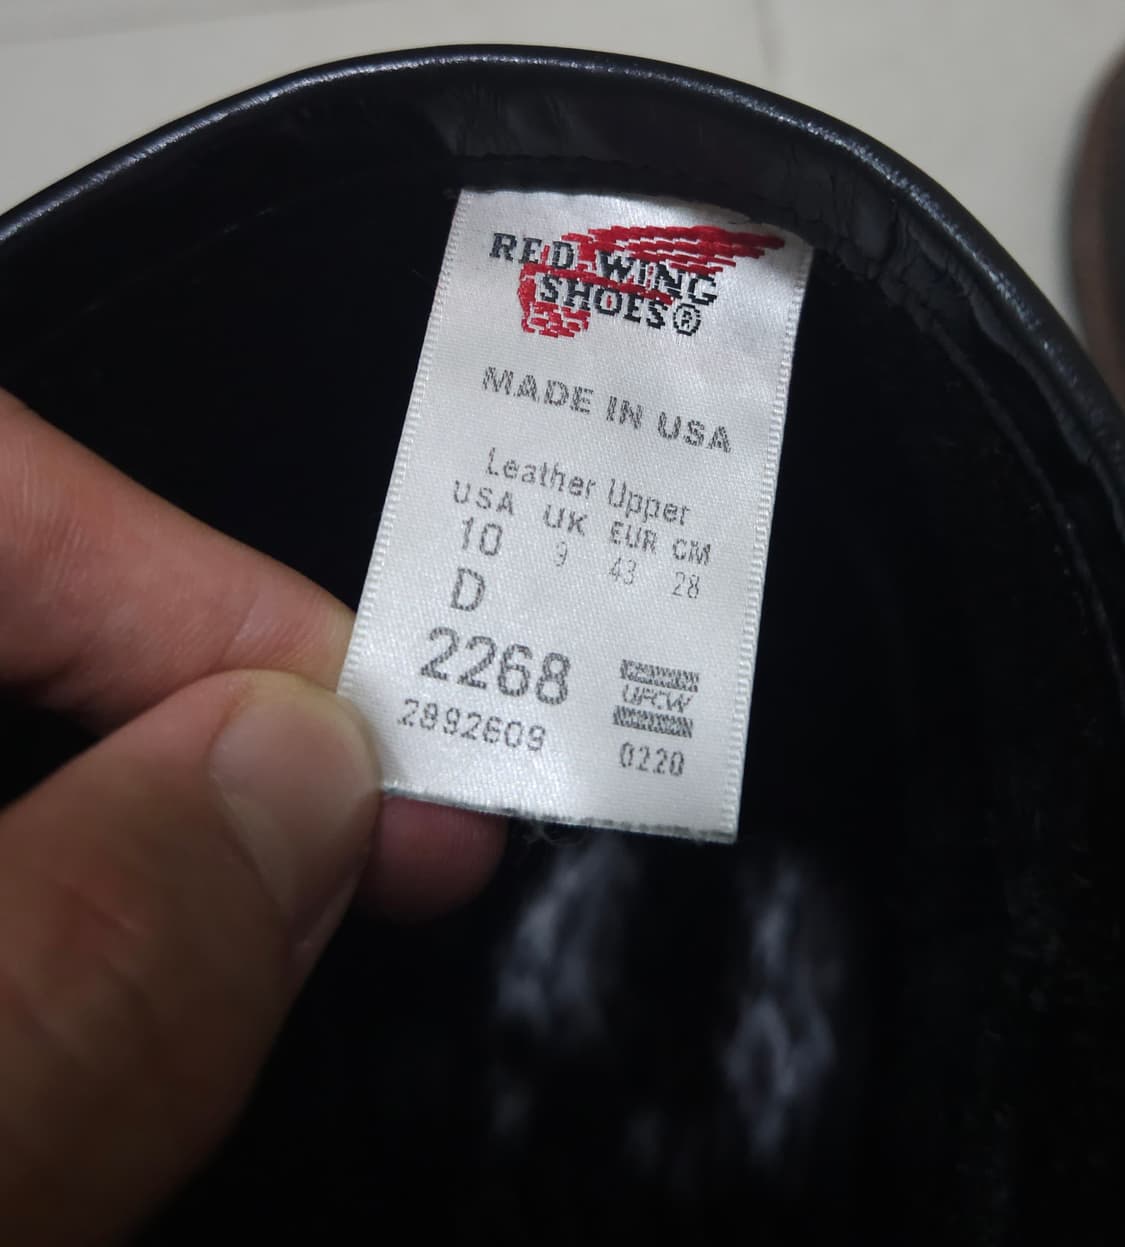 RED WING
SHOES®
MADE IN USA
Leather Upper
USA UK EUR CM
10 9 43 28
D
2268
2892609
UFCW
0220